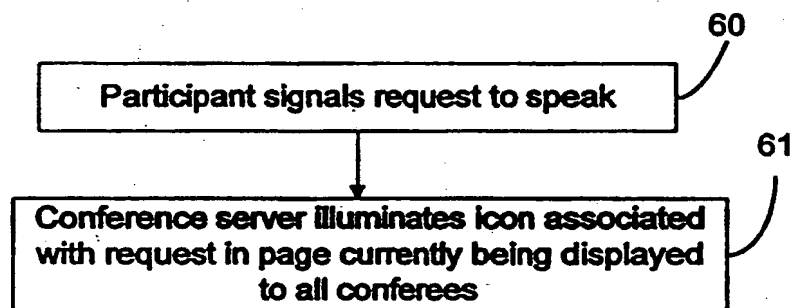 60
Participant signals request to speak
61
Conference server illuminates icon associated
with request in page currently being displayed
to all conferees